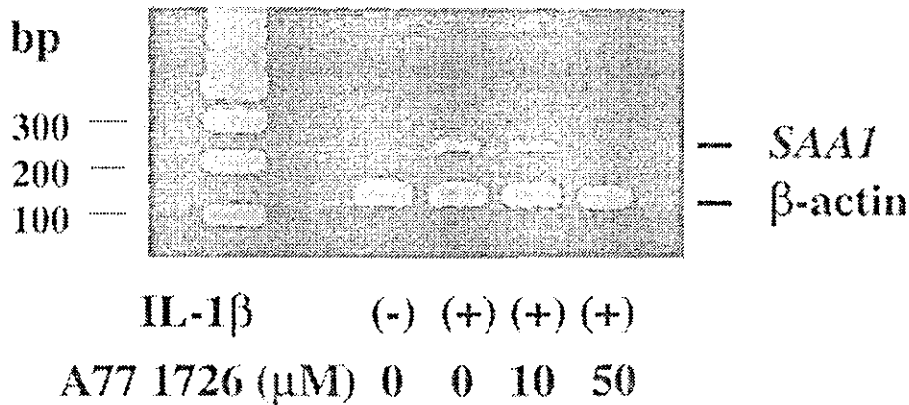 bp
300
200
100
SAA1
β-actin
IL-1β (-) (+) (+) (+)
A77 1726 (μM) 0 0 10 50